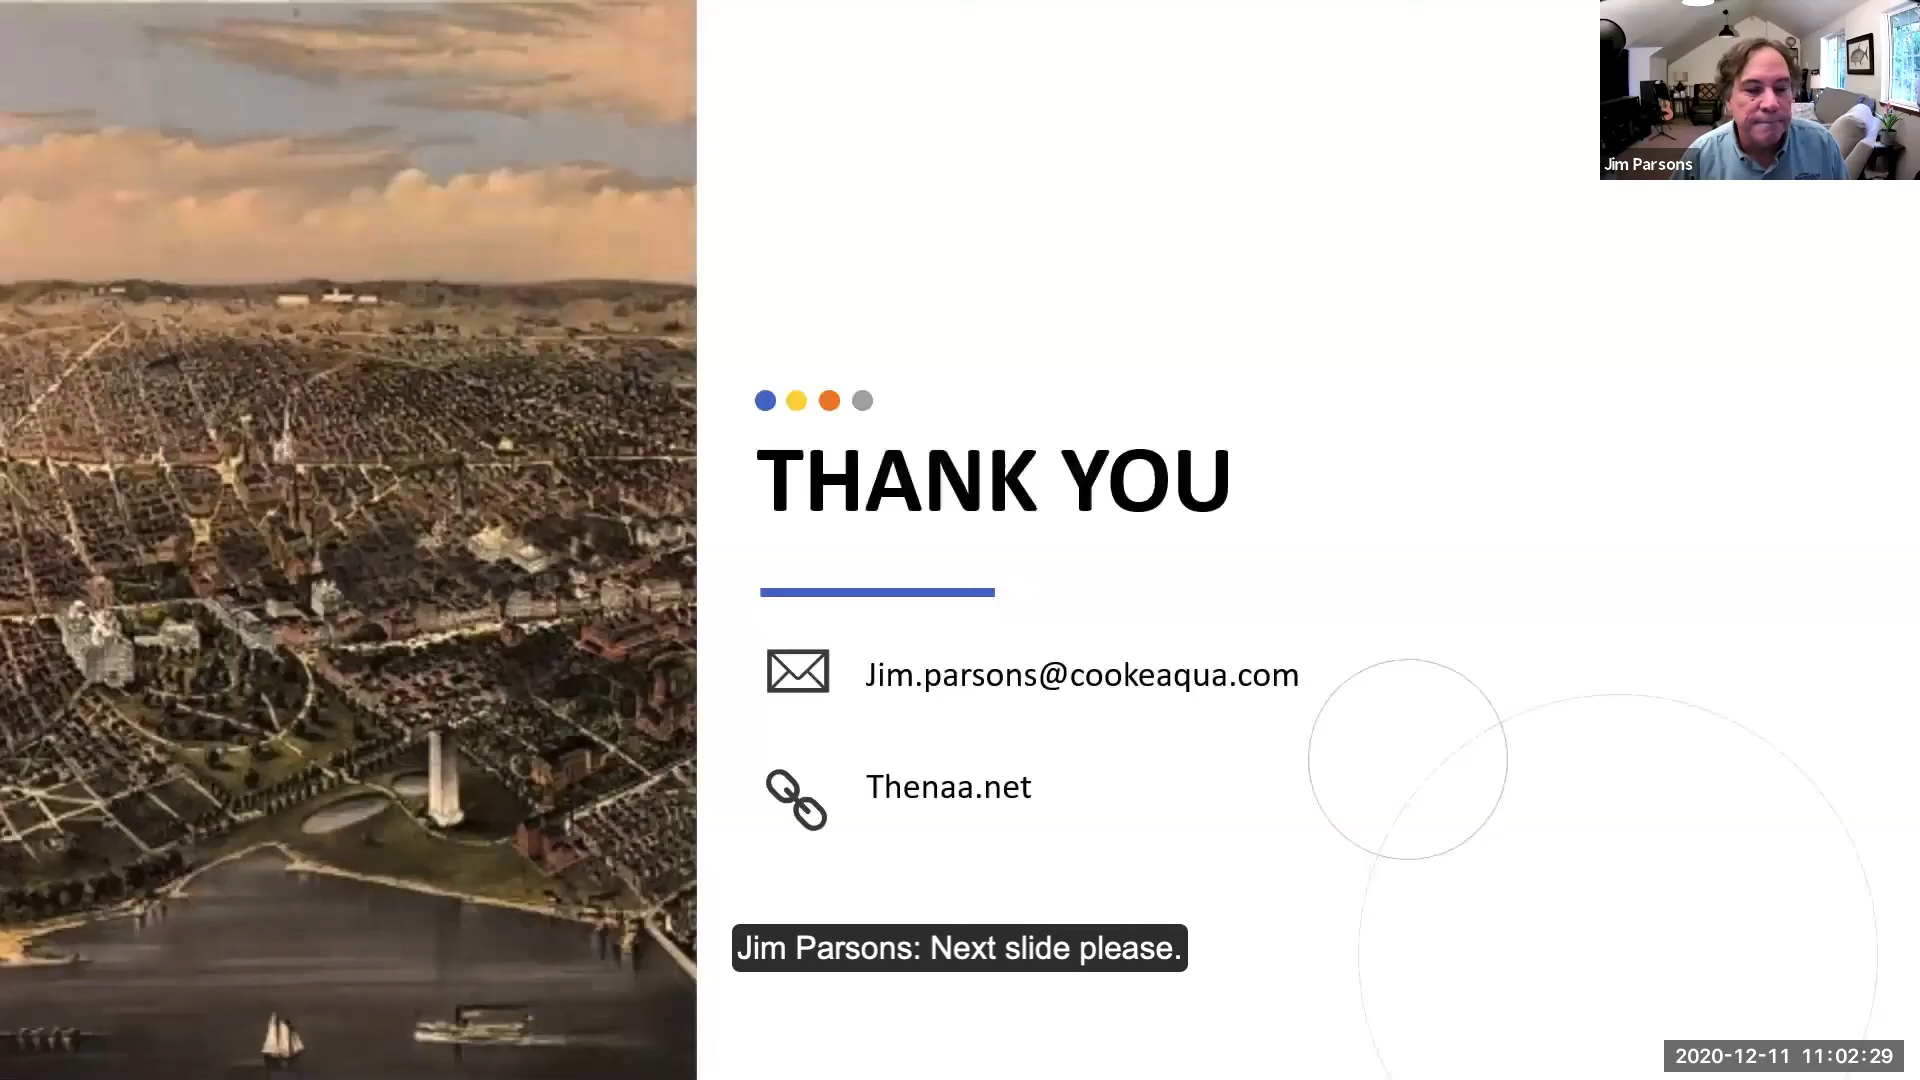 Jim Parsons
THANK YOU
Jim.parsons@cookeaqua.com
Thenaa.net
Jim Parsons: Next slide please.
2020-12-11 11:02:29